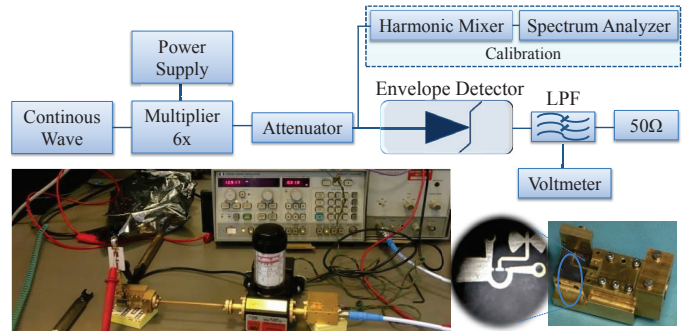 Harmonic Mixer
Spectrum Analyzer
Calibration
Power
Supply
Envelope Detector
LPF
Continous
Wave
Multiplier
6x
Attenuator
50Ω
Voltmeter